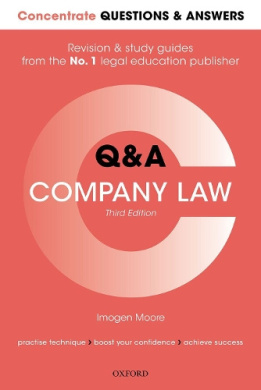 Concentrate QUESTIONS & ANSWERS
Revision & study guides
from the No. 1 legal education publisher
Q&A
COMPANY LAW
Third Edition
Imogen Moore
practise technique › boost your confidence › achieve success
OXFORD